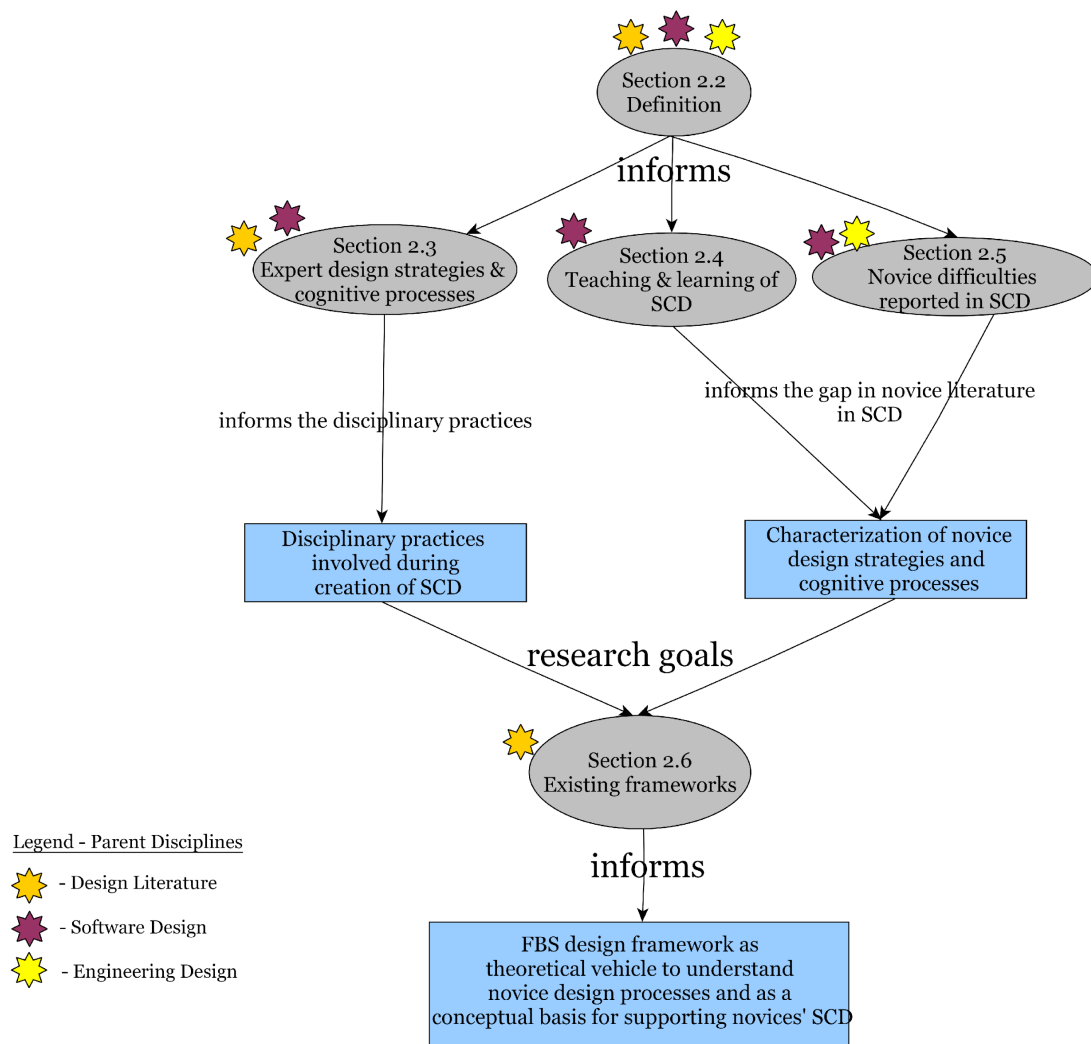 Section 2.2
Definition
informs
Section 2.3
Expert design strategies &
cognitive processes
Section 2.4
Teaching & learning of
SCD
Section 2.5
Novice difficulties
reported in SCD
informs the disciplinary practices
informs the gap in novice literature
in SCD
Disciplinary practices
involved during
creation of SCD
Characterization of novice
design strategies and
cognitive processes
research goals
Section 2.6
Existing frameworks
informs
FBS design framework as
theoretical vehicle to understand
novice design processes and as a
conceptual basis for supporting novices' SCD
Legend - Parent Disciplines
- Design Literature
- Software Design
- Engineering Design